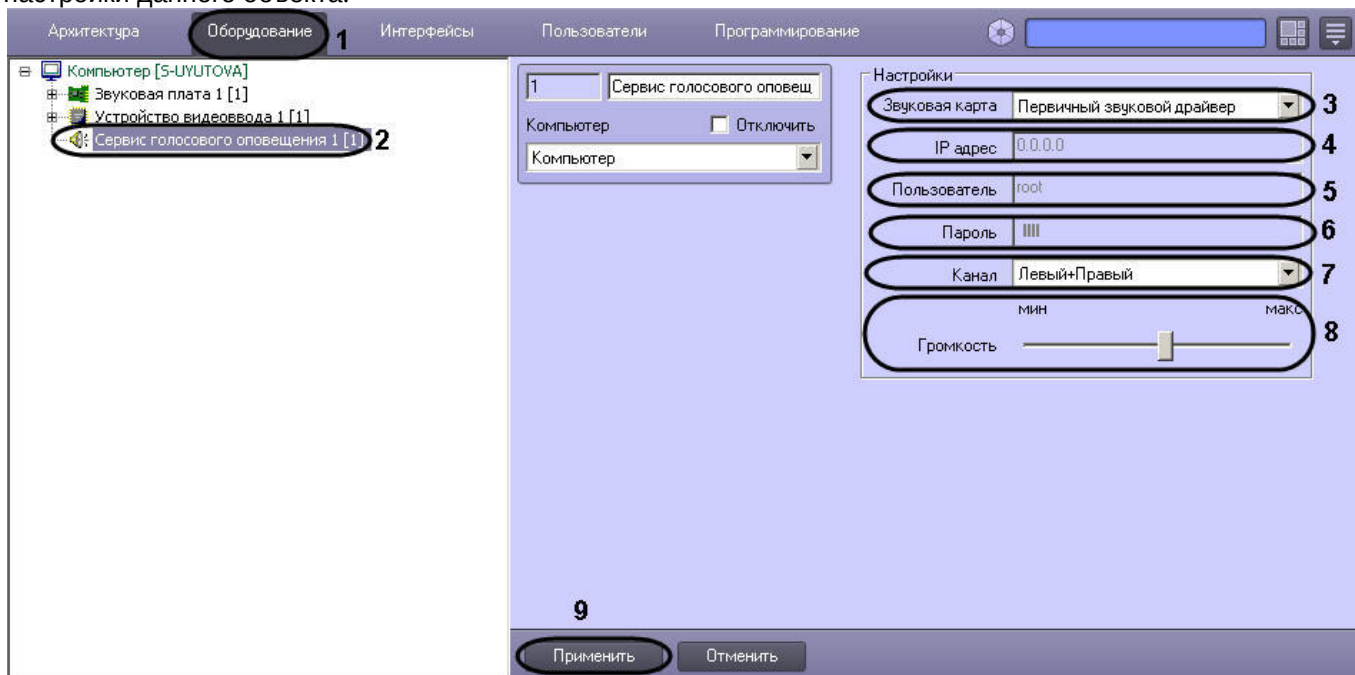 настройки данного объекта.
Архитектура Оборудование 1 Интерфейсы Пользователи Программирование
Компьютер [S-UYUTOVA]
Звуковая плата 1 [1]
Устройство видеоввода 1 [1]
Сервис голосового оповещения 1 [1] 2
1 Сервис голосового оповещ
Компьютер Отключить
Компьютер
Настройки
Звуковая карта Первичный звуковой драйвер 3
IP адрес 0.0.0.0 4
Пользователь root 5
Пароль 6
Канал Левый+Правый 7
мин макс
Громкость 8
9
Применить Отменить